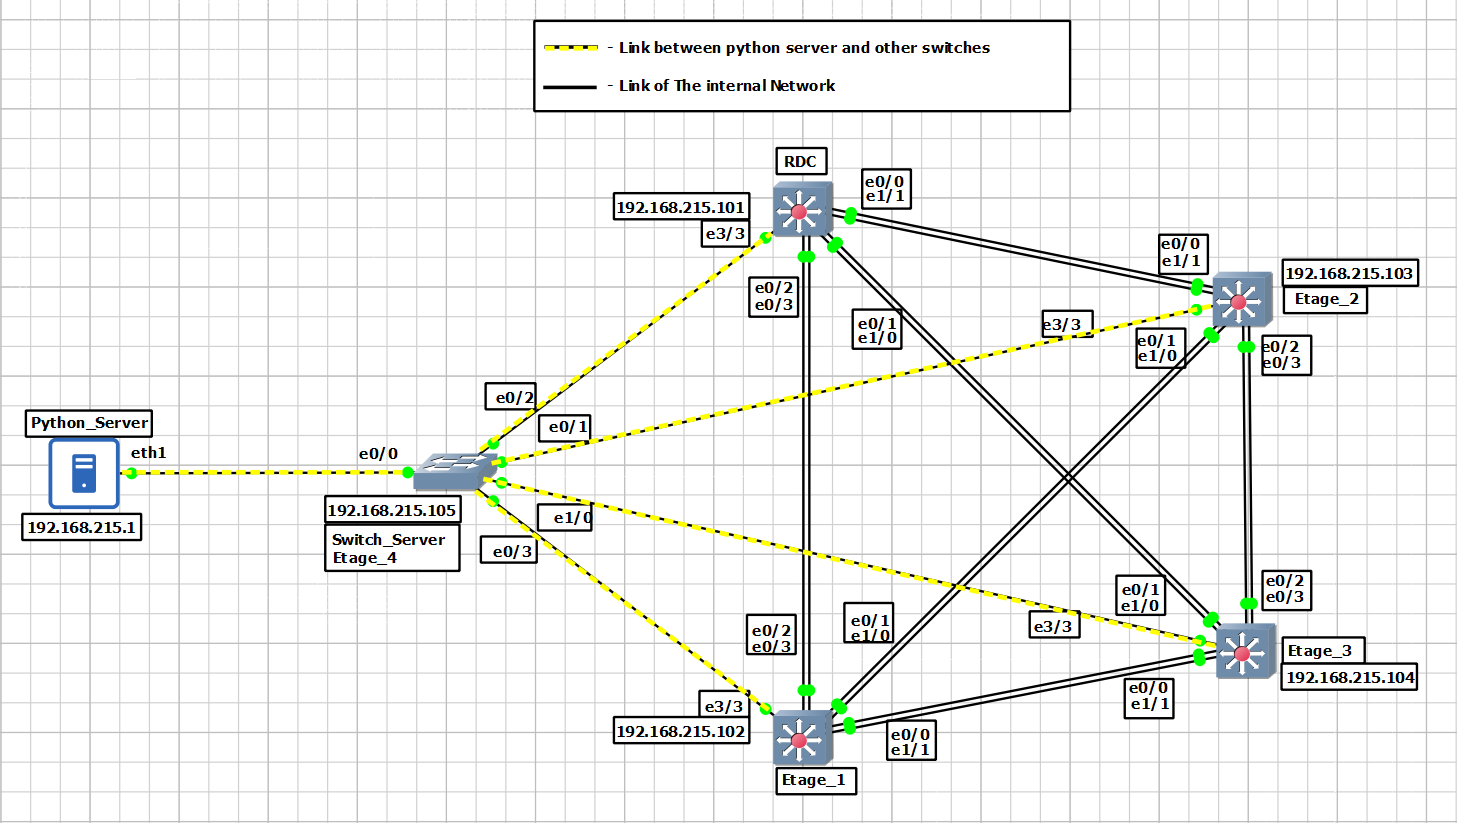 - Link between python server and other switches
- Link of The internal Network
RDC
e0/0
e1/1
192.168.215.101
e3/3
e0/0
e1/1
192.168.215.103
Etage_2
e0/2
e0/3
e0/1
e1/0
e3/3
e0/1
e1/0
e0/2
e0/3
e0/2
e0/1
Python_Server
eth1
e0/0
192.168.215.1
192.168.215.105
Switch_Server
Etage_4
e1/0
e0/3
e0/2
e0/3
e0/1
e1/0
e3/3
e0/1
e1/0
e0/2
e0/3
Etage_3
192.168.215.104
e0/0
e1/1
e3/3
192.168.215.102
e0/0
e1/1
Etage_1